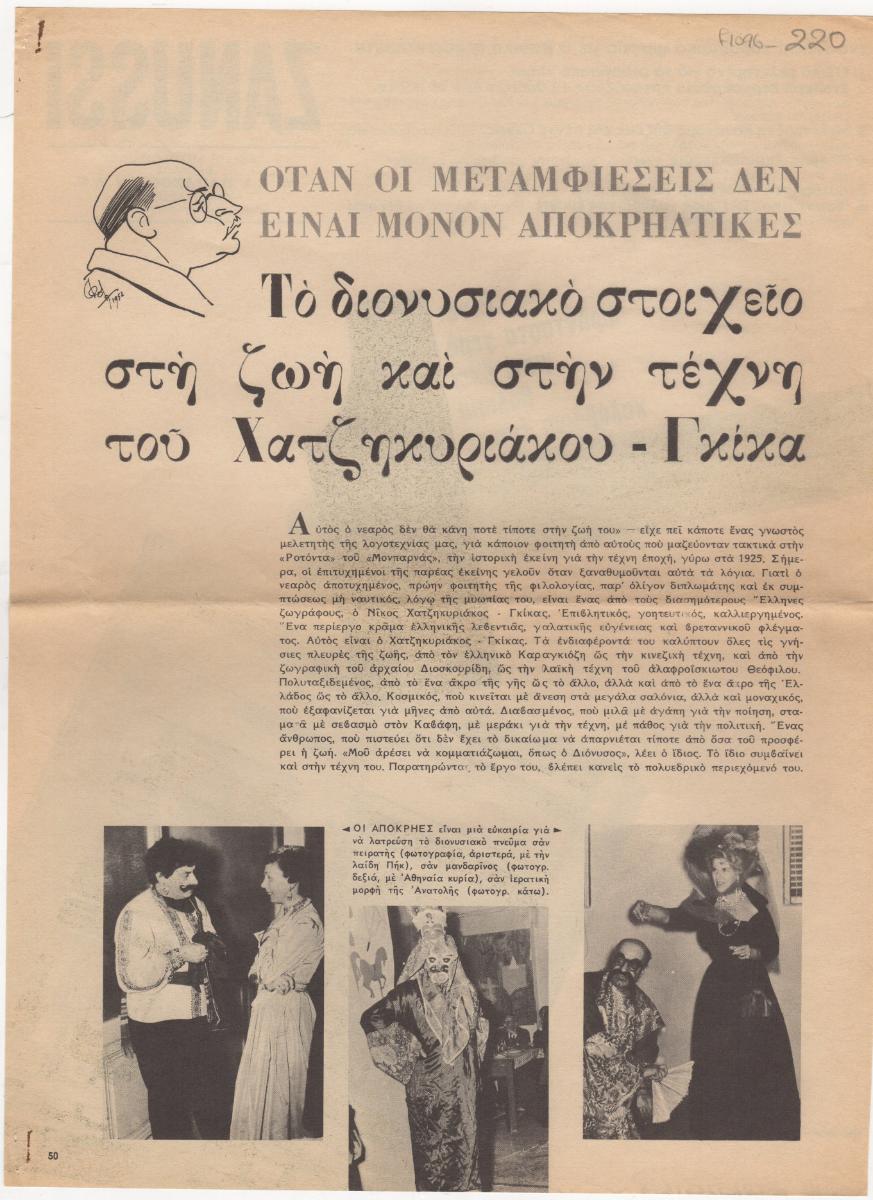 F1096- 220
ZANUSSI
ΟΤΑΝ ΟΙ ΜΕΤΑΜΦΙΕΣΕΙΣ ΔΕΝ
ΕΙΝΑΙ ΜΟΝΟΝ ΑΠΟΚΡΗΑΤΙΚΕΣ
Τὸ διονυσιακὸ στοιχεῖο
στὴ ζωὴ καὶ στὴν τέχνη
τοῦ Χατζηκυριάκου - Γκίκα
Αὐτὸς ὁ νεαρὸς δὲν θὰ κάνη ποτὲ τίποτε στὴν ζωή του» — εἶχε πεῖ κάποτε ἕνας γνωστὸς
μελετητὴς τῆς λογοτεχνίας μας, γιὰ κάποιον φοιτητὴ ἀπὸ αὐτοὺς ποὺ μαζεύονταν τακτικὰ στὴν
«Ροτόντα» τοῦ «Μονπαρνάς», τὴν ἱστορικὴ ἐκείνη γιὰ τὴν τέχνη ἐποχή, γύρω στὰ 1925. Σήμε-
ρα, οἱ ἐπιτυχημένοι τῆς παρέας ἐκείνης γελοῦν ὅταν ξαναθυμοῦνται αὐτὰ τὰ λόγια. Γιατὶ ὁ
νεαρὸς ἀποτυχημένος, πρώην φοιτητὴς τῆς φιλολογίας, παρ' ὀλίγον διπλωμάτης καὶ ἐκ συμ-
πτώσεως μὴ ναυτικός, λόγῳ τῆς μυωπίας του, εἶναι ἕνας ἀπὸ τοὺς διασημότερους Ἕλληνες
ζωγράφους, ὁ Νῖκος Χατζηκυριάκος - Γκίκας. Ἐπιβλητικός, γοητευτικός, καλλιεργημένος.
Ἕνα περίεργο κρᾶμα ἑλληνικῆς λεβεντιᾶς, γαλατικῆς εὐγένειας καὶ βρεταννικοῦ φλέγμα-
τος. Αὐτὸς εἶναι ὁ Χατζηκυριάκος - Γκίκας. Τὰ ἐνδιαφέροντά του καλύπτουν ὅλες τὶς γνή-
σιες πλευρὲς τῆς ζωῆς, ἀπὸ τὸν ἑλληνικὸ Καραγκιόζη ὡς τὴν κινεζικὴ τέχνη, καὶ ἀπὸ τὴν
ζωγραφικὴ τοῦ ἀρχαίου Διοσκουρίδη, ὡς τὴν λαϊκὴ τέχνη τοῦ ἀλαφροΐσκιωτου Θεόφιλου.
Πολυταξιδεμένος, ἀπὸ τὸ ἕνα ἄκρο τῆς γῆς ὡς τὸ ἄλλο, ἀλλὰ καὶ ἀπὸ τὸ ἕνα ἄκρο τῆς Ἑλ-
λάδος ὡς τὸ ἄλλο. Κοσμικός, ποὺ κινεῖται μὲ ἄνεση στὰ μεγάλα σαλόνια, ἀλλὰ καὶ μοναχικός,
ποὺ ἐξαφανίζεται γιὰ μῆνες ἀπὸ αὐτά. Διαβασμένος, ποὺ μιλᾶ μὲ ἀγάπη γιὰ τὴν ποίηση, στα-
ματᾶ μὲ σεβασμὸ στὸν Καβάφη, μὲ μεράκι γιὰ τὴν τέχνη, μὲ πάθος γιὰ τὴν πολιτική. Ἕνας
ἄνθρωπος, ποὺ πιστεύει ὅτι δὲν ἔχει τὸ δικαίωμα νὰ ἀπαρνιέται τίποτε ἀπὸ ὅσα τοῦ προσφέ-
ρει ἡ ζωή. «Μοῦ ἀρέσει νὰ κομματιάζωμαι, ὅπως ὁ Διόνυσος», λέει ὁ ἴδιος. Τὸ ἴδιο συμβαίνει
καὶ στὴν τέχνη του. Παρατηρώντας τὸ ἔργο του, βλέπει κανεὶς τὸ πολυεδρικὸ περιεχόμενό του.
◄ ΟΙ ΑΠΟΚΡΗΕΣ εἶναι μιὰ εὐκαιρία γιὰ ►
νὰ λατρεύση τὸ διονυσιακὸ πνεῦμα σὰν
πειρατὴς (φωτογραφία, ἀριστερά, μὲ τὴν
λαίδη Πήκ), σὰν μανδαρῖνος (φωτογρ.
δεξιά, μὲ Ἀθηναία κυρία), σὰν ἱερατικὴ
μορφὴ τῆς Ἀνατολῆς (φωτογρ. κάτω).
50